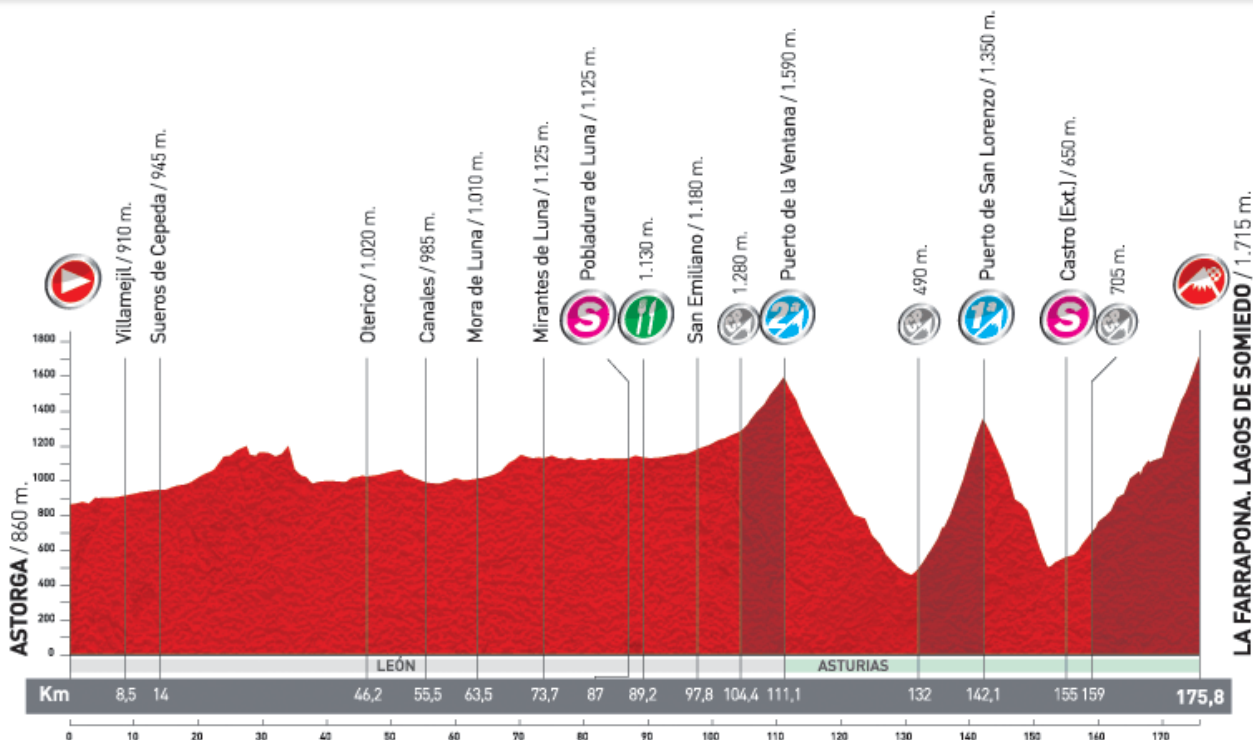 Villamejil / 910 m.
Sueros de Cepeda / 945 m.
Oterico / 1.020 m.
Canales / 985 m.
Mora de Luna / 1.010 m.
Mirantes de Luna / 1.125 m.
Pobladura de Luna / 1.125 m.
1.130 m.
San Emiliano / 1.180 m.
1.280 m.
Puerto de la Ventana / 1.590 m.
490 m.
Puerto de San Lorenzo / 1.350 m.
Castro (Ext.) / 650 m.
705 m.
S
2ª
1ª
S
ASTORGA / 860 m.
LA FARRAPONA. LAGOS DE SOMIEDO / 1.715 m.
1800
1600
1400
1200
1000
800
600
400
200
0
LEÓN ASTURIAS
Km 8,5 14 46,2 55,5 63,5 73,7 87 89,2 97,8 104,4 111,1 132 142,1 155 159 175,8
0 10 20 30 40 50 60 70 80 90 100 110 120 130 140 150 160 170